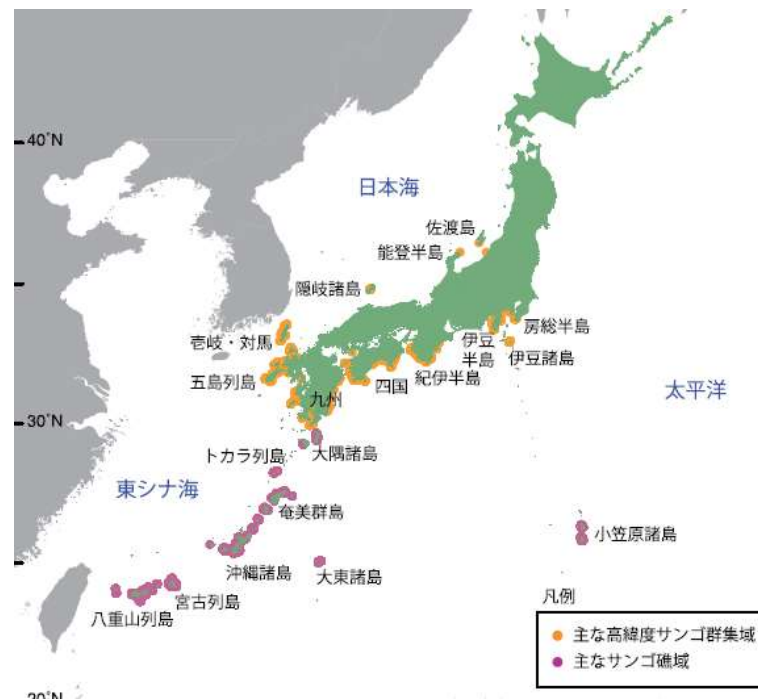 40°N
日本海
佐渡島
能登半島
隠岐諸島
壱岐・対馬
房総半島
伊豆
半島
伊豆諸島
五島列島
四国
紀伊半島
太平洋
九州
30°N
トカラ列島
大隅諸島
東シナ海
奄美群島
小笠原諸島
沖縄諸島
大東諸島
宮古列島
八重山列島
凡例
主な高緯度サンゴ群集域
主なサンゴ礁域
20°N